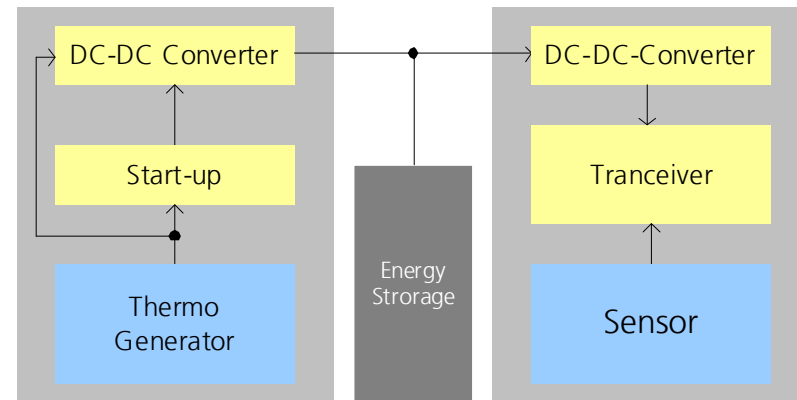 DC-DC Converter
DC-DC-Converter
Start-up
Tranceiver
Energy
Strorage
Thermo
Generator
Sensor